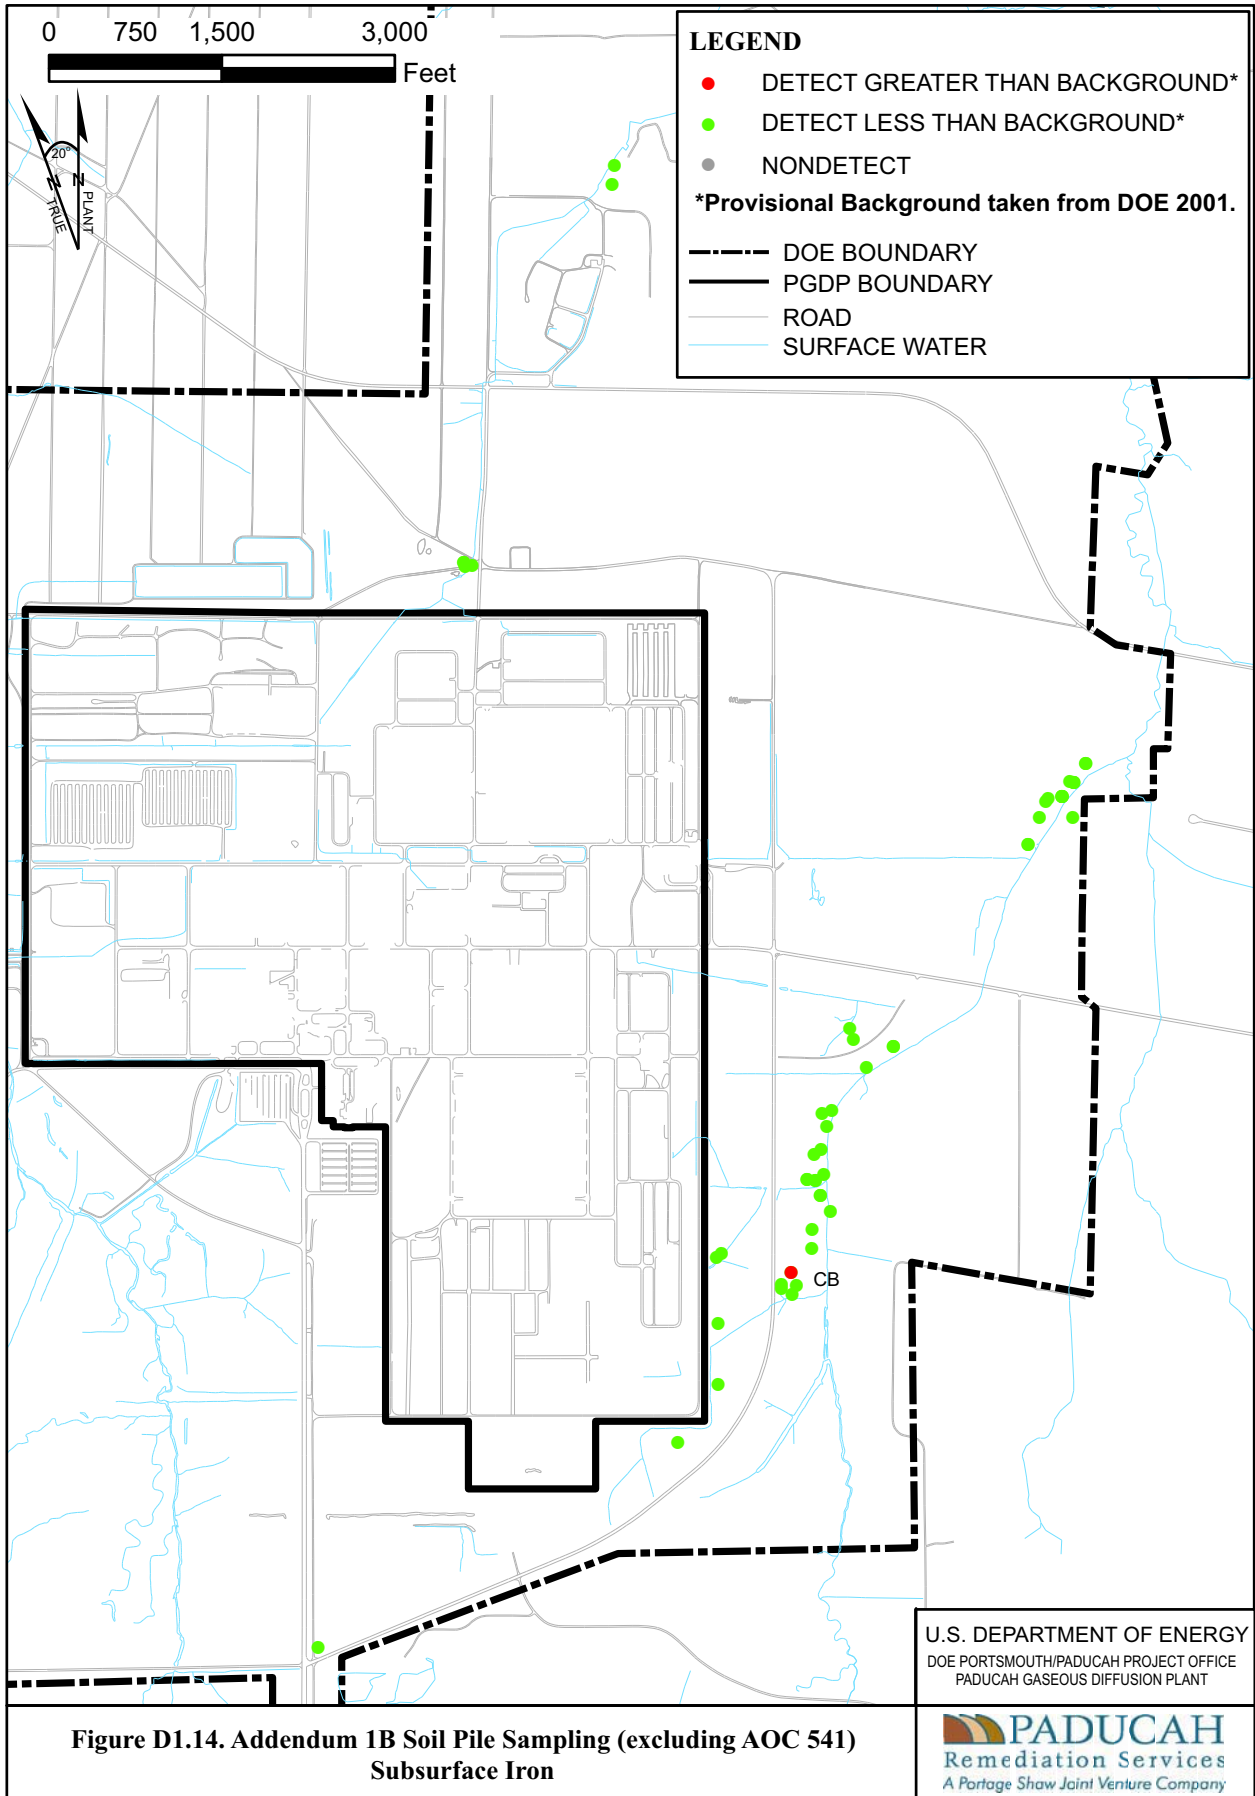 0 750 1,500 3,000
Feet
20°
N
TRUE
N
PLANT
LEGEND
DETECT GREATER THAN BACKGROUND*
DETECT LESS THAN BACKGROUND*
NONDETECT
*Provisional Background taken from DOE 2001.
DOE BOUNDARY
PGDP BOUNDARY
ROAD
SURFACE WATER
CB
U.S. DEPARTMENT OF ENERGY
DOE PORTSMOUTH/PADUCAH PROJECT OFFICE
PADUCAH GASEOUS DIFFUSION PLANT
Figure D1.14. Addendum 1B Soil Pile Sampling (excluding AOC 541)
Subsurface Iron
PADUCAH
Remediation Services
A Portage Shaw Joint Venture Company